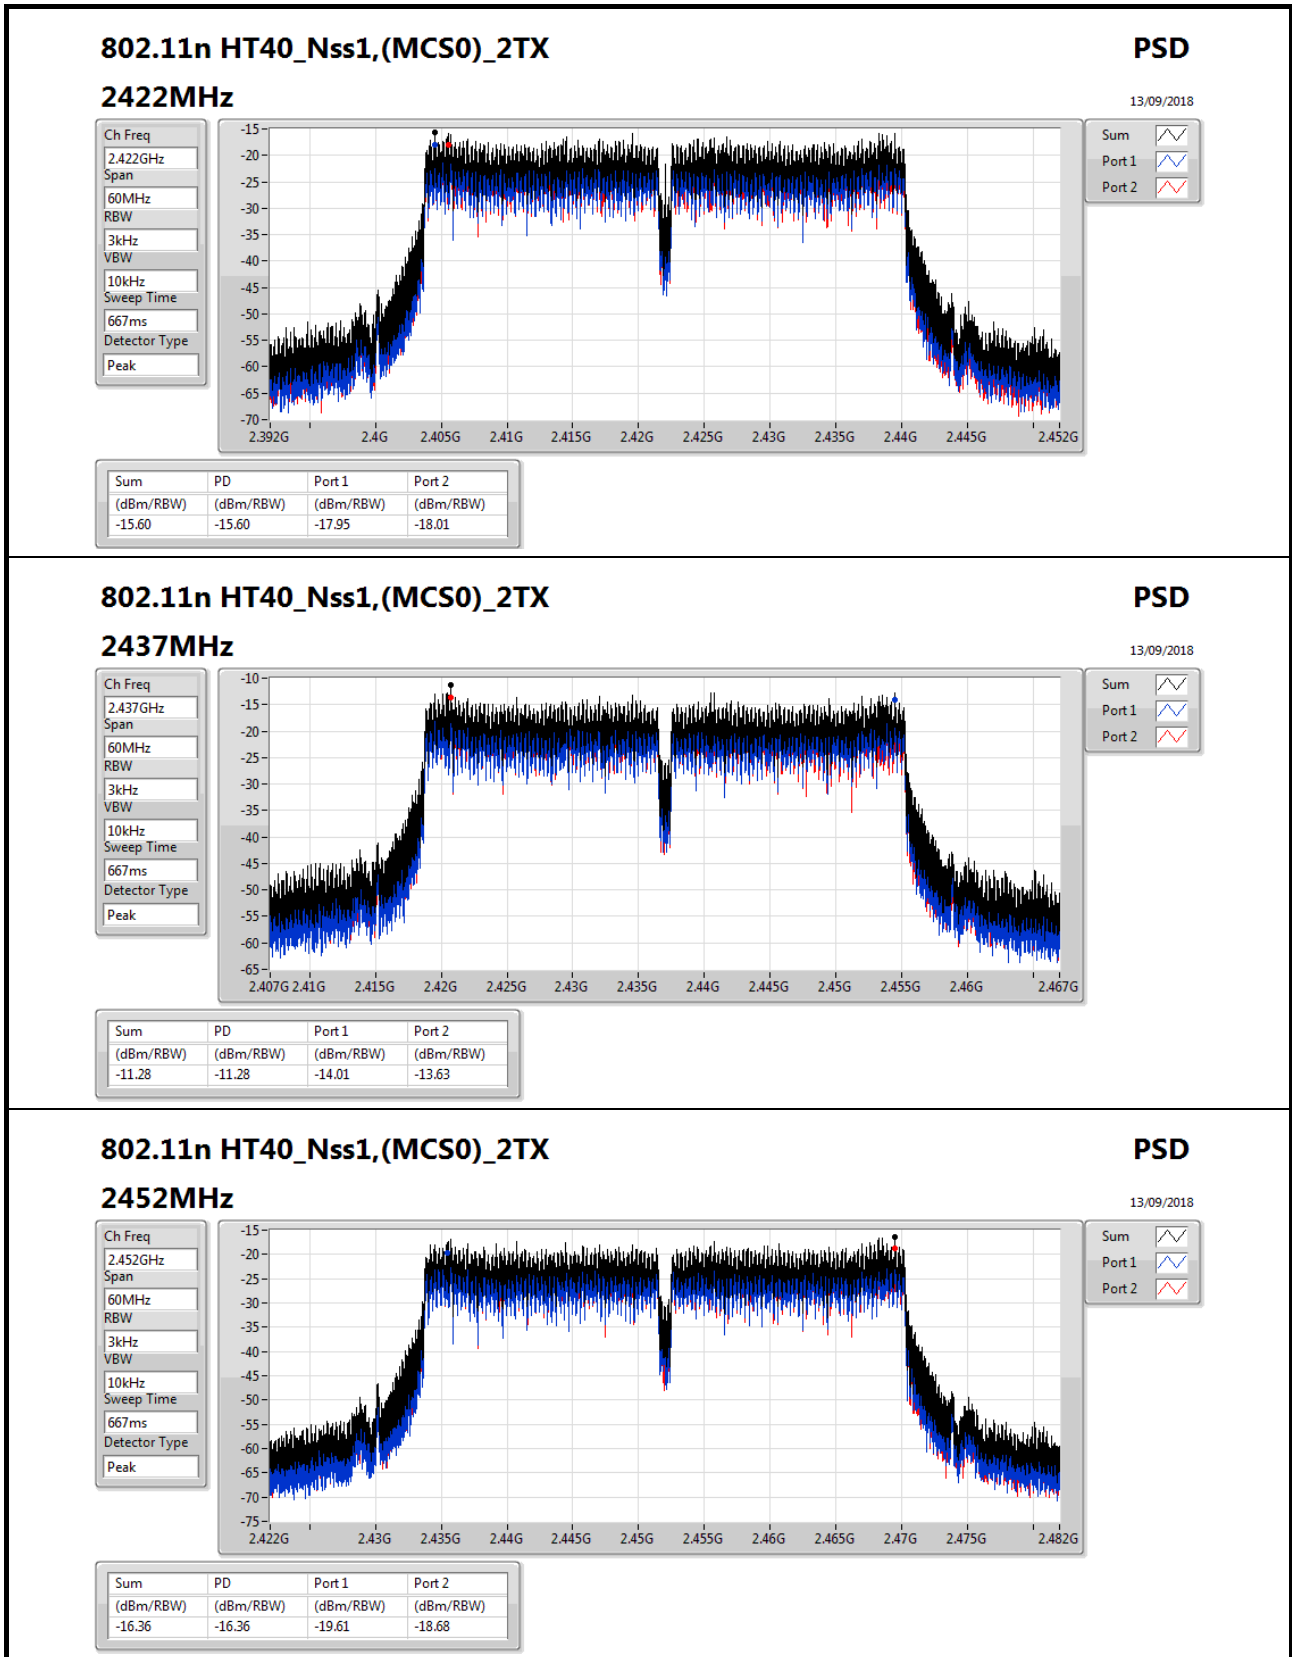 802.11n HT40_Nss1,(MCS0)_2TX PSD
2422MHz 13/09/2018
Ch Freq
2.422GHz
Span
60MHz
RBW
3kHz
VBW
10kHz
Sweep Time
667ms
Detector Type
Peak
-15
-20
-25
-30
-35
-40
-45
-50
-55
-60
-65
-70
2.392G 2.4G 2.405G 2.41G 2.415G 2.42G 2.425G 2.43G 2.435G 2.44G 2.445G 2.452G
Sum
Port 1
Port 2
Sum PD Port 1 Port 2
(dBm/RBW) (dBm/RBW) (dBm/RBW) (dBm/RBW)
-15.60 -15.60 -17.95 -18.01
802.11n HT40_Nss1,(MCS0)_2TX PSD
2437MHz 13/09/2018
Ch Freq
2.437GHz
Span
60MHz
RBW
3kHz
VBW
10kHz
Sweep Time
667ms
Detector Type
Peak
-10
-15
-20
-25
-30
-35
-40
-45
-50
-55
-60
-65
2.407G 2.41G 2.415G 2.42G 2.425G 2.43G 2.435G 2.44G 2.445G 2.45G 2.455G 2.46G 2.467G
Sum
Port 1
Port 2
Sum PD Port 1 Port 2
(dBm/RBW) (dBm/RBW) (dBm/RBW) (dBm/RBW)
-11.28 -11.28 -14.01 -13.63
802.11n HT40_Nss1,(MCS0)_2TX PSD
2452MHz 13/09/2018
Ch Freq
2.452GHz
Span
60MHz
RBW
3kHz
VBW
10kHz
Sweep Time
667ms
Detector Type
Peak
-15
-20
-25
-30
-35
-40
-45
-50
-55
-60
-65
-70
-75
2.422G 2.43G 2.435G 2.44G 2.445G 2.45G 2.455G 2.46G 2.465G 2.47G 2.475G 2.482G
Sum
Port 1
Port 2
Sum PD Port 1 Port 2
(dBm/RBW) (dBm/RBW) (dBm/RBW) (dBm/RBW)
-16.36 -16.36 -19.61 -18.68